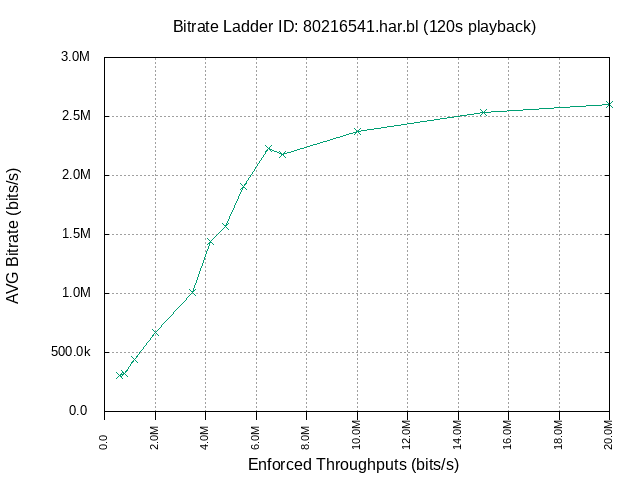 Bitrate Ladder ID: 80216541.har.bl (120s playback)
3.0M
2.5M
2.0M
1.5M
1.0M
500.0k
0.0
AVG Bitrate (bits/s)
0.0
2.0M
4.0M
6.0M
8.0M
10.0M
12.0M
14.0M
16.0M
18.0M
20.0M
Enforced Throughputs (bits/s)